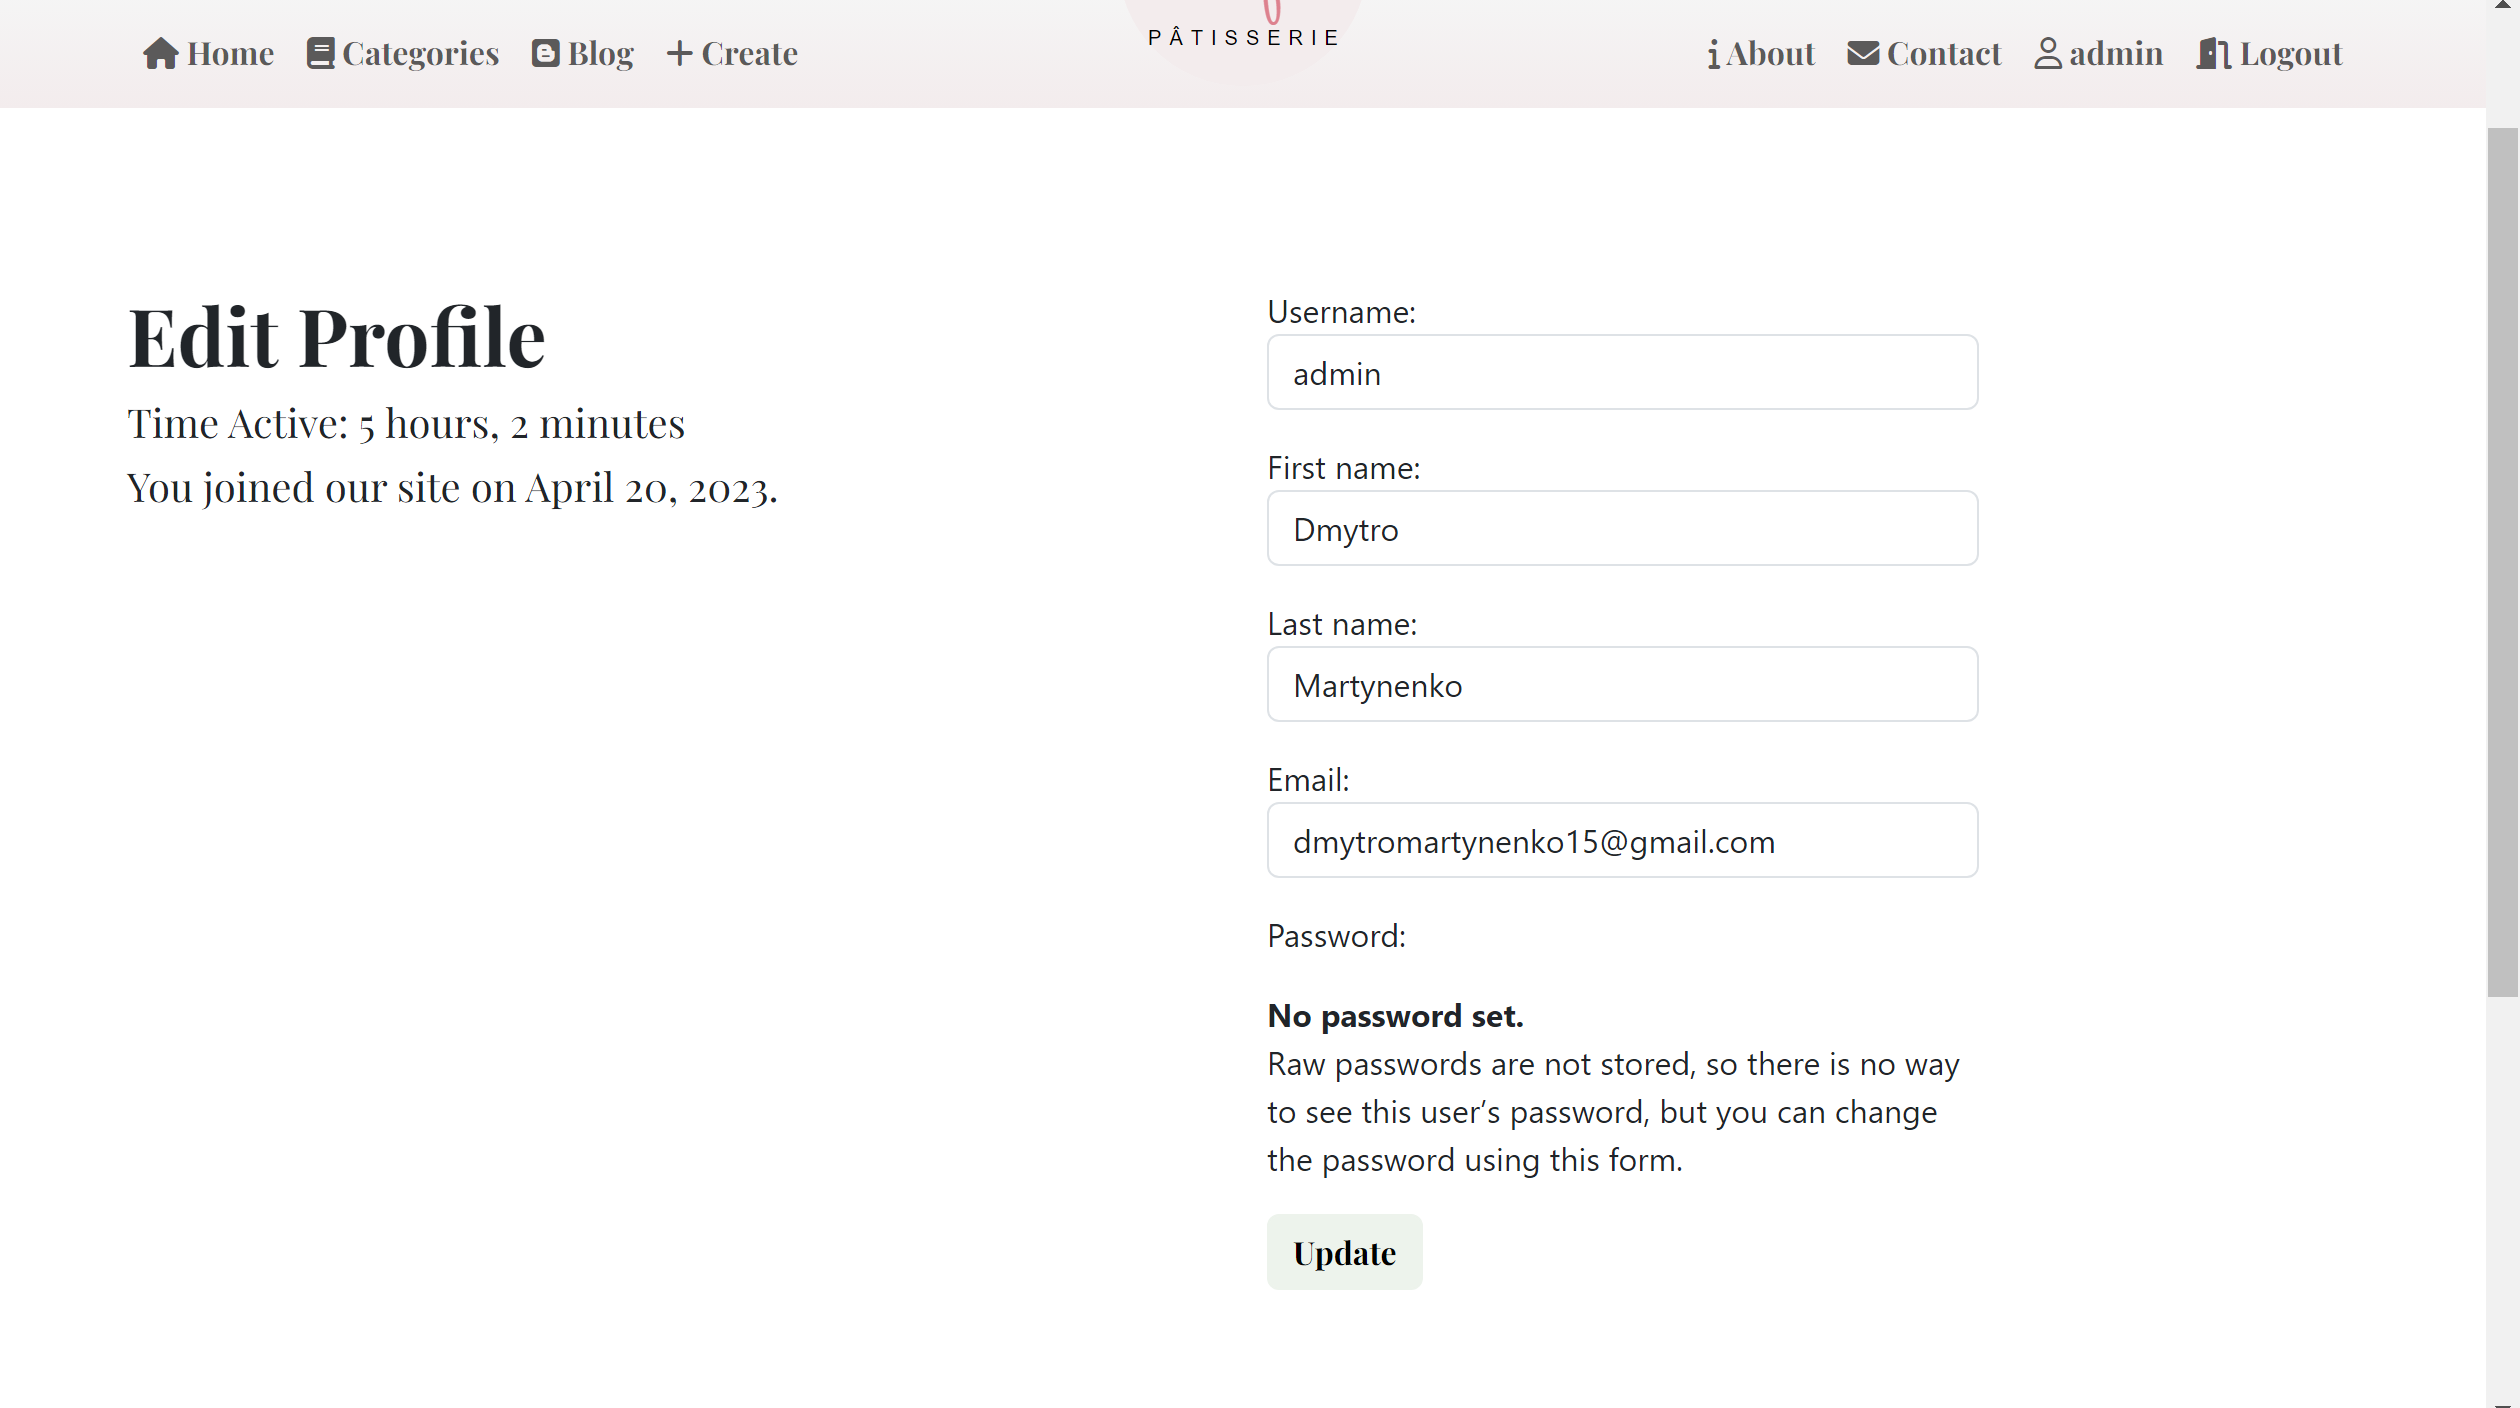 Home Categories Blog Create
PÂTISSERIE
About Contact admin Logout
Edit Profile
Time Active: 5 hours, 2 minutes
You joined our site on April 20, 2023.
Username:
admin
First name:
Dmytro
Last name:
Martynenko
Email:
dmytromartynenko15@gmail.com
Password:
No password set.
Raw passwords are not stored, so there is no way
to see this user’s password, but you can change
the password using this form.
Update